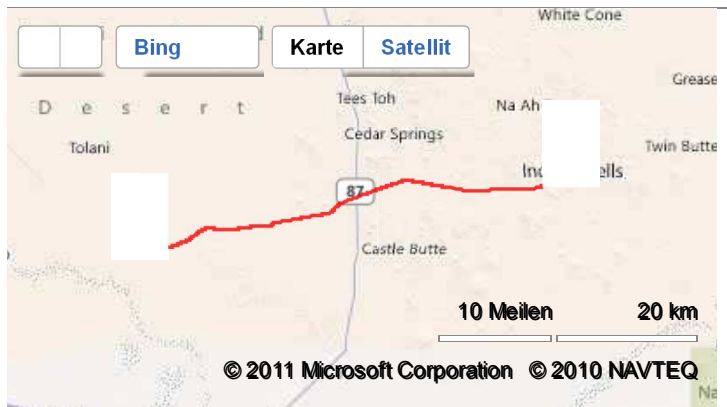 White Cone
Bing
Karte
Satellit
Grease
D e s e r t
Tees Toh
Na Ah
Cedar Springs
Tolani
Twin Butte
87
Castle Butte
10 Meilen
20 km
© 2011 Microsoft Corporation © 2010 NAVTEQ
Na